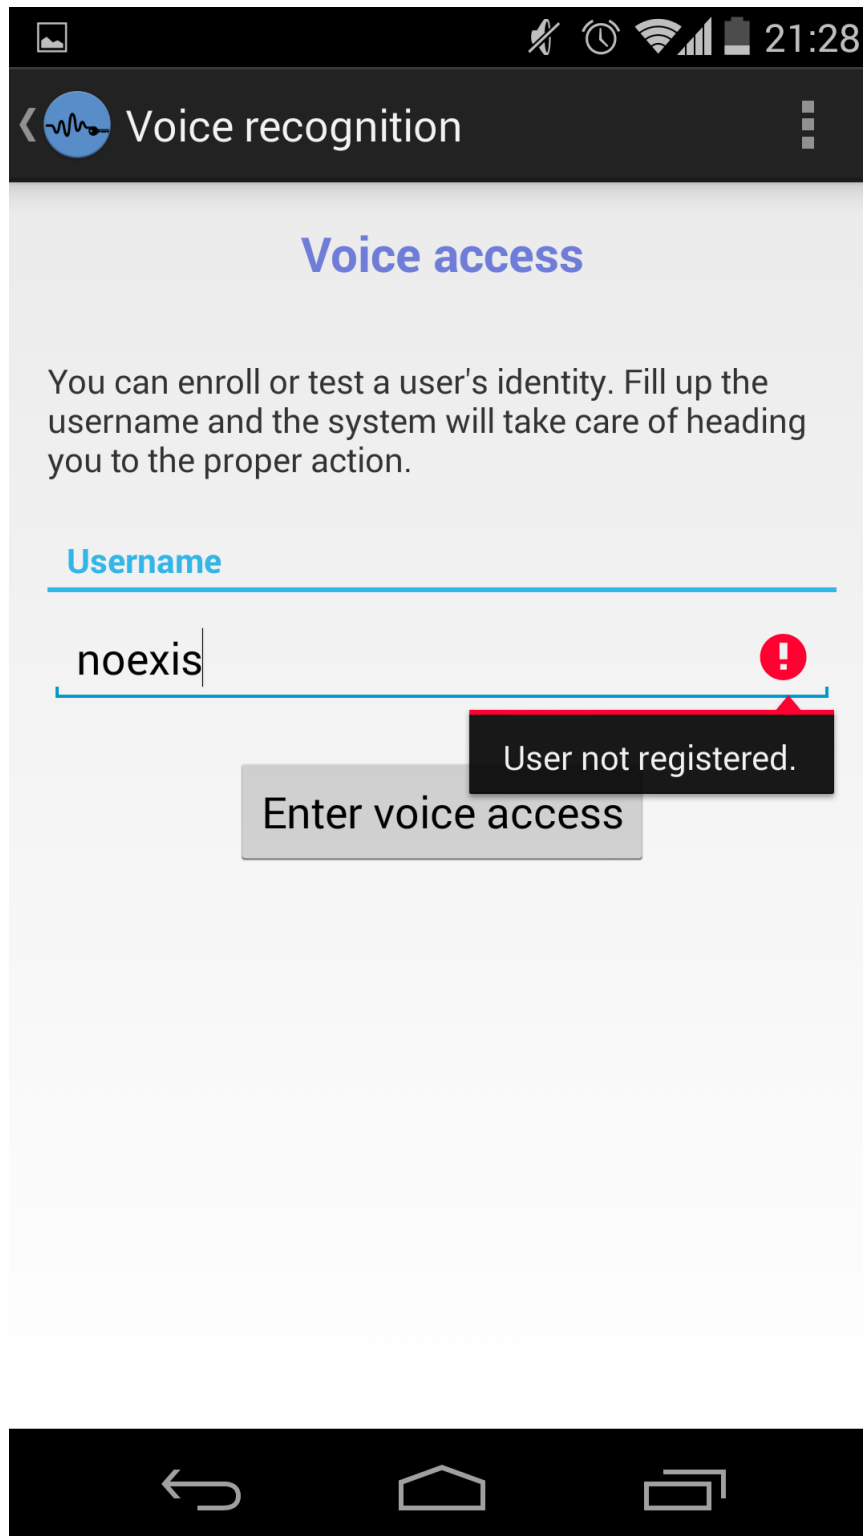 21:28
Voice recognition
Voice access
You can enroll or test a user's identity. Fill up the
username and the system will take care of heading
you to the proper action.
Username
noexis
User not registered.
Enter voice access